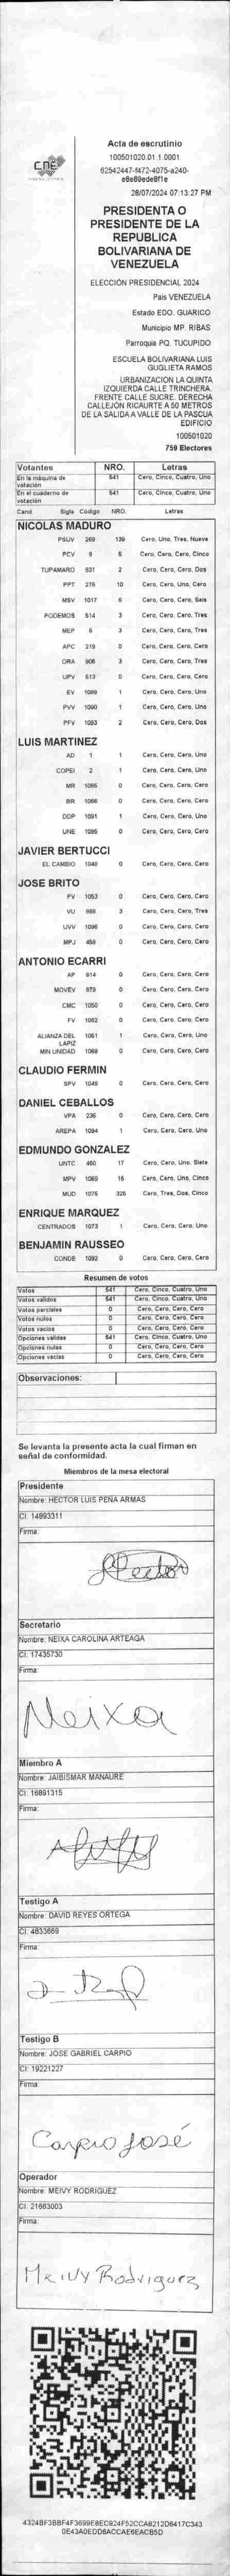 CNE
Acta de escrutinio
100501020.01.1.0001
62542447-f472-4075-a240-
e6e89ede8f1e
28/07/2024 07:13:27 PM
PRESIDENTA O
PRESIDENTE DE LA
REPUBLICA
BOLIVARIANA DE
VENEZUELA
ELECCIÓN PRESIDENCIAL 2024
País VENEZUELA
Estado EDO. GUARICO
Municipio MP. RIBAS
Parroquia PQ. TUCUPIDO
ESCUELA BOLIVARIANA LUIS
GUGLIETA RAMOS
URBANIZACIÓN LA QUINTA
IZQUIERDA CALLE TRINCHERA.
FRENTE CALLE SUCRE. DERECHA
CALLEJÓN RICAURTE A 50 METROS
DE LA SALIDA A VALLE DE LA PASCUA
EDIFICIO
100501020
759 Electores
Votantes NRO. Letras
En la máquina de votación 541 Cero, Cinco, Cuatro, Uno
En el cuaderno de votación 541 Cero, Cinco, Cuatro, Uno
Cand. Sigla Código NRO. Letras
NICOLAS MADURO
PSUV 269 139 Cero, Uno, Tres, Nueve
PCV 9 5 Cero, Cero, Cero, Cinco
TUPAMARO 931 2 Cero, Cero, Cero, Dos
PPT 276 10 Cero, Cero, Uno, Cero
MSV 1017 6 Cero, Cero, Cero, Seis
PODEMOS 514 3 Cero, Cero, Cero, Tres
MEP 6 3 Cero, Cero, Cero, Tres
APC 219 0 Cero, Cero, Cero, Cero
ORA 906 3 Cero, Cero, Cero, Tres
UPV 613 0 Cero, Cero, Cero, Cero
EV 1089 1 Cero, Cero, Cero, Uno
PVV 1090 1 Cero, Cero, Cero, Uno
PFV 1093 2 Cero, Cero, Cero, Dos
LUIS MARTINEZ
AD 1 1 Cero, Cero, Cero, Uno
COPEI 2 1 Cero, Cero, Cero, Uno
MR 1065 0 Cero, Cero, Cero, Cero
BR 1066 0 Cero, Cero, Cero, Cero
DDP 1091 1 Cero, Cero, Cero, Uno
UNE 1095 0 Cero, Cero, Cero, Cero
JAVIER BERTUCCI
EL CAMBIO 1048 0 Cero, Cero, Cero, Cero
JOSE BRITO
PV 1053 0 Cero, Cero, Cero, Cero
VU 968 3 Cero, Cero, Cero, Tres
UVV 1096 0 Cero, Cero, Cero, Cero
MPJ 458 0 Cero, Cero, Cero, Cero
ANTONIO ECARRI
AP 814 0 Cero, Cero, Cero, Cero
MOVEV 879 0 Cero, Cero, Cero, Cero
CMC 1050 0 Cero, Cero, Cero, Cero
FV 1062 0 Cero, Cero, Cero, Cero
ALIANZA DEL LAPIZ 1061 1 Cero, Cero, Cero, Uno
MIN UNIDAD 1068 0 Cero, Cero, Cero, Cero
CLAUDIO FERMIN
SPV 1049 0 Cero, Cero, Cero, Cero
DANIEL CEBALLOS
VPA 236 0 Cero, Cero, Cero, Cero
AREPA 1094 1 Cero, Cero, Cero, Uno
EDMUNDO GONZALEZ
UNTC 460 17 Cero, Cero, Uno, Siete
MPV 1069 15 Cero, Cero, Uno, Cinco
MUD 1075 325 Cero, Tres, Dos, Cinco
ENRIQUE MARQUEZ
CENTRADOS 1073 1 Cero, Cero, Cero, Uno
BENJAMIN RAUSSEO
CONDE 1092 0 Cero, Cero, Cero, Cero
Resumen de votos
Votos 541 Cero, Cinco, Cuatro, Uno
Votos válidos 541 Cero, Cinco, Cuatro, Uno
Votos parciales 0 Cero, Cero, Cero, Cero
Votos nulos 0 Cero, Cero, Cero, Cero
Votos vacíos 0 Cero, Cero, Cero, Cero
Opciones válidas 541 Cero, Cinco, Cuatro, Uno
Opciones nulas 0 Cero, Cero, Cero, Cero
Opciones vacías 0 Cero, Cero, Cero, Cero
Observaciones:
Se levanta la presente acta la cual firman en
señal de conformidad.
Miembros de la mesa electoral
Presidente
Nombre: HECTOR LUIS PEÑA ARMAS
CI: 14893311
Firma:
Hector
Secretario
Nombre: NEIXA CAROLINA ARTEAGA
CI: 17435730
Firma:
Neixa
Miembro A
Nombre: JAIBISMAR MANAURE
CI: 16891315
Firma:
Testigo A
Nombre: DAVID REYES ORTEGA
CI: 4833669
Firma:
Testigo B
Nombre: JOSE GABRIEL CARPIO
CI: 19221227
Firma:
Carpio José
Operador
Nombre: MEIVY RODRIGUEZ
CI: 21663003
Firma:
Meivy Rodriguez
4324BF3BBF4F3699E8EC924F52CCAB212D6417C343
0E43A0EDD8ACCAE6EAC85D